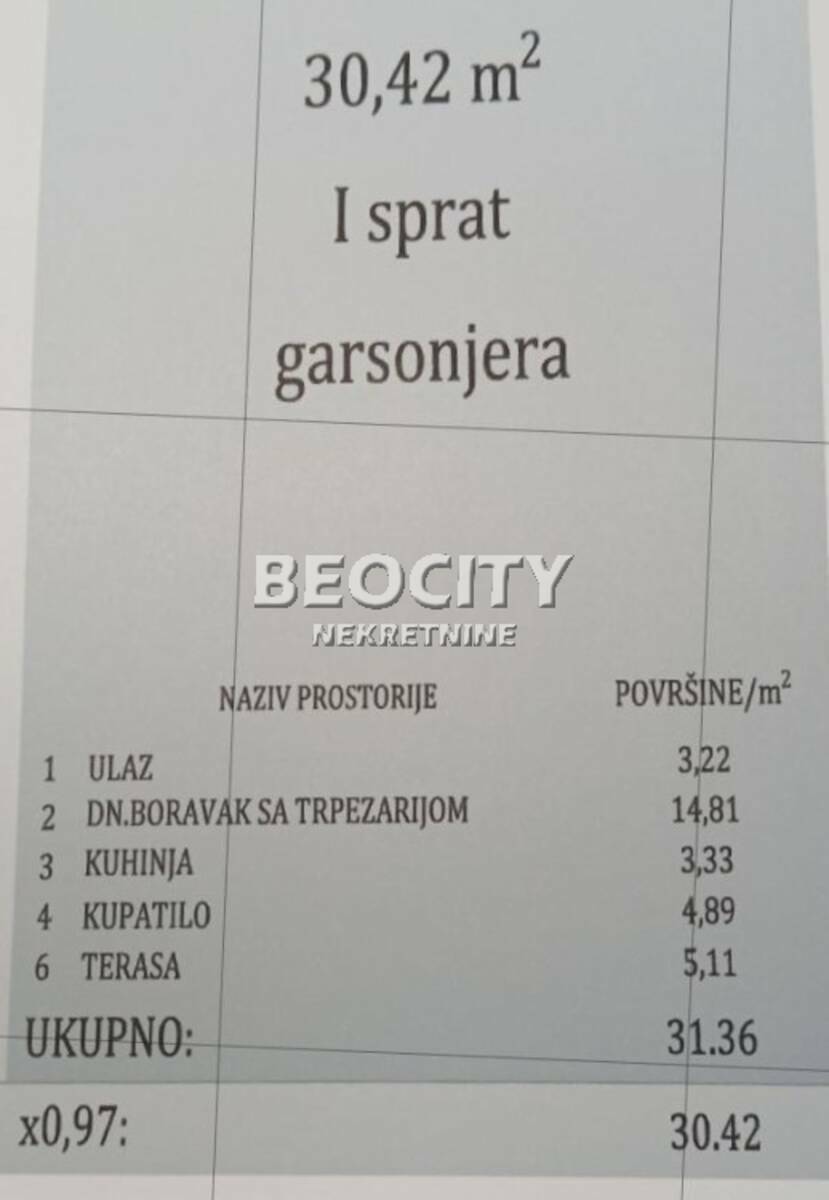 30,42 m²
I sprat
garsonjera
BEOCITY
NEKRETNINE
NAZIV PROSTORIJE POVRŠINE/m²
1 ULAZ 3,22
2 DN.BORAVAK SA TRPEZARIJOM 14,81
3 KUHINJA 3,33
4 KUPATILO 4,89
6 TERASA 5,11
UKUPNO: 31.36
x0,97: 30.42